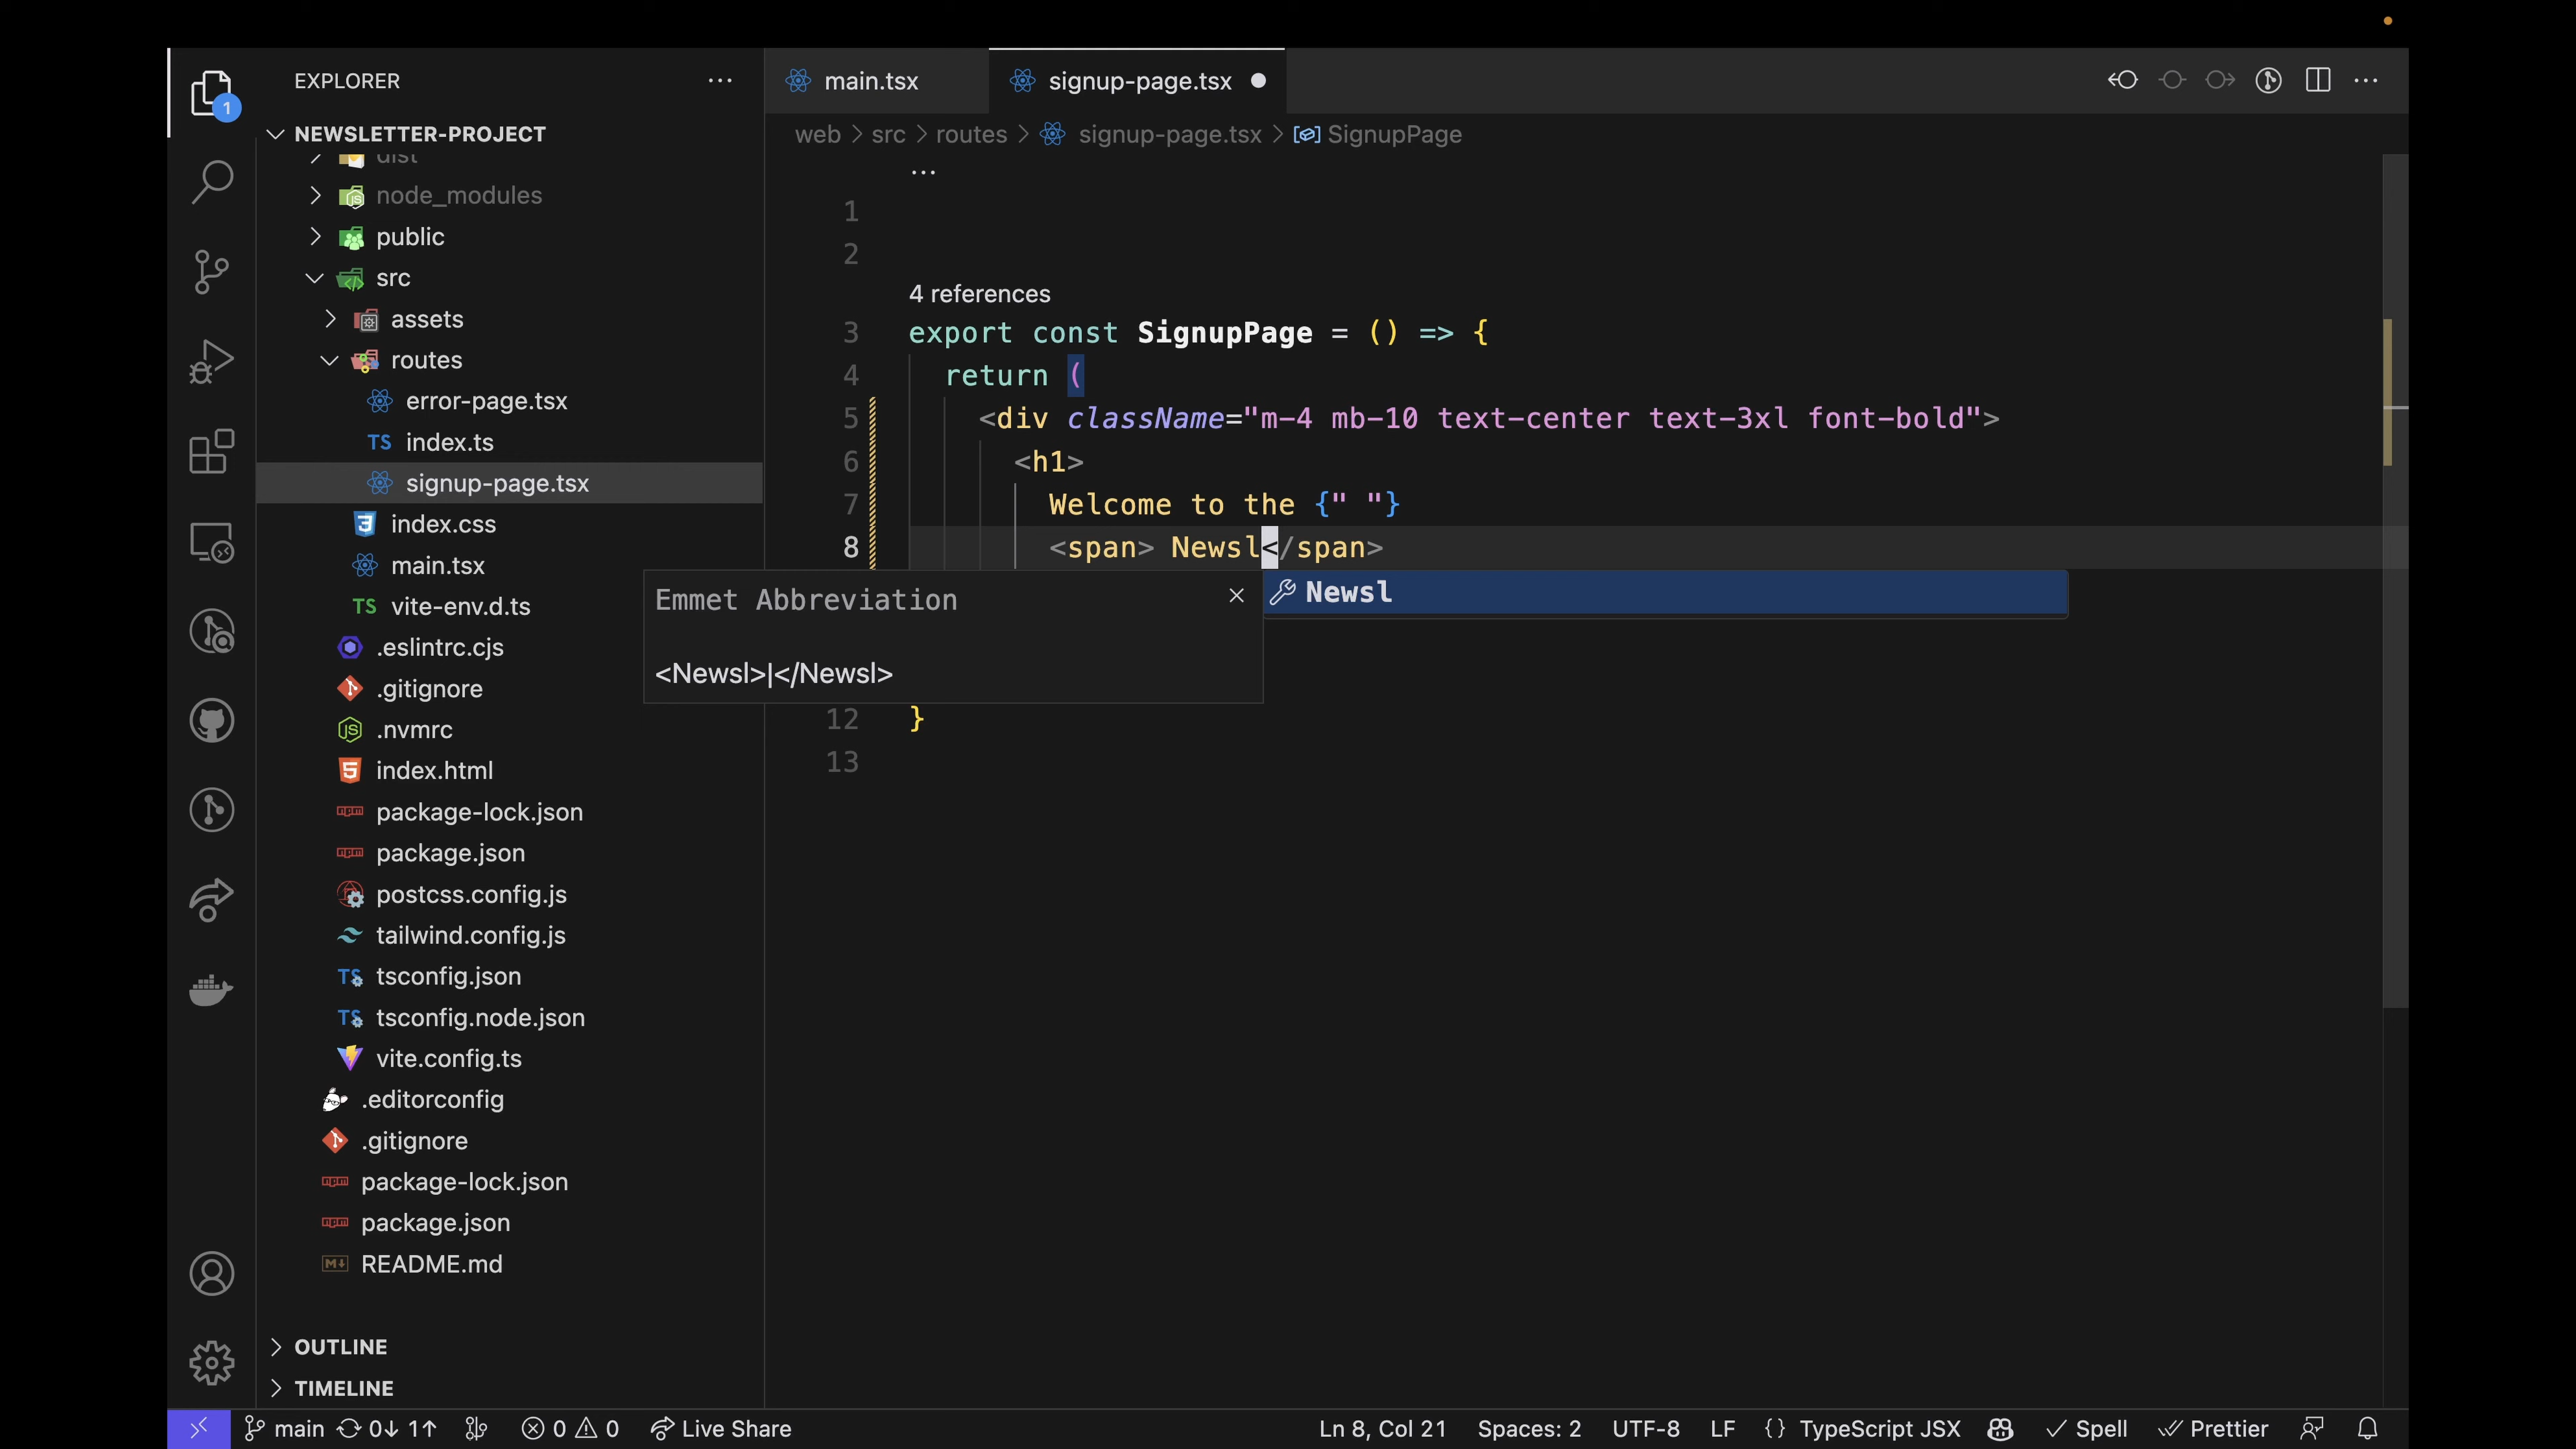 EXPLORER
NEWSLETTER-PROJECT
dist
node_modules
public
src
assets
routes
error-page.tsx
TS index.ts
signup-page.tsx
index.css
main.tsx
TS vite-env.d.ts
.eslintrc.cjs
.gitignore
.nvmrc
index.html
package-lock.json
package.json
postcss.config.js
tailwind.config.js
TS tsconfig.json
TS tsconfig.node.json
vite.config.ts
.editorconfig
.gitignore
package-lock.json
package.json
README.md
OUTLINE
TIMELINE
1
main.tsx
signup-page.tsx
web > src > routes > signup-page.tsx > SignupPage
...
1
2
4 references
3 export const SignupPage = () => {
4 return (
5 <div className="m-4 mb-10 text-center text-3xl font-bold">
6 <h1>
7 Welcome to the {" "}
8 <span> Newsl</span>
Newsl
Emmet Abbreviation
<Newsl>|</Newsl>
12 }
13
main 0↓ 1↑ 0 0 Live Share Ln 8, Col 21 Spaces: 2 UTF-8 LF {} TypeScript JSX Spell Prettier